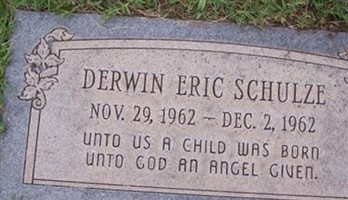 DERWIN ERIC SCHULZE
NOV. 29, 1962 – DEC. 2, 1962
UNTO US A CHILD WAS BORN
UNTO GOD AN ANGEL GIVEN.